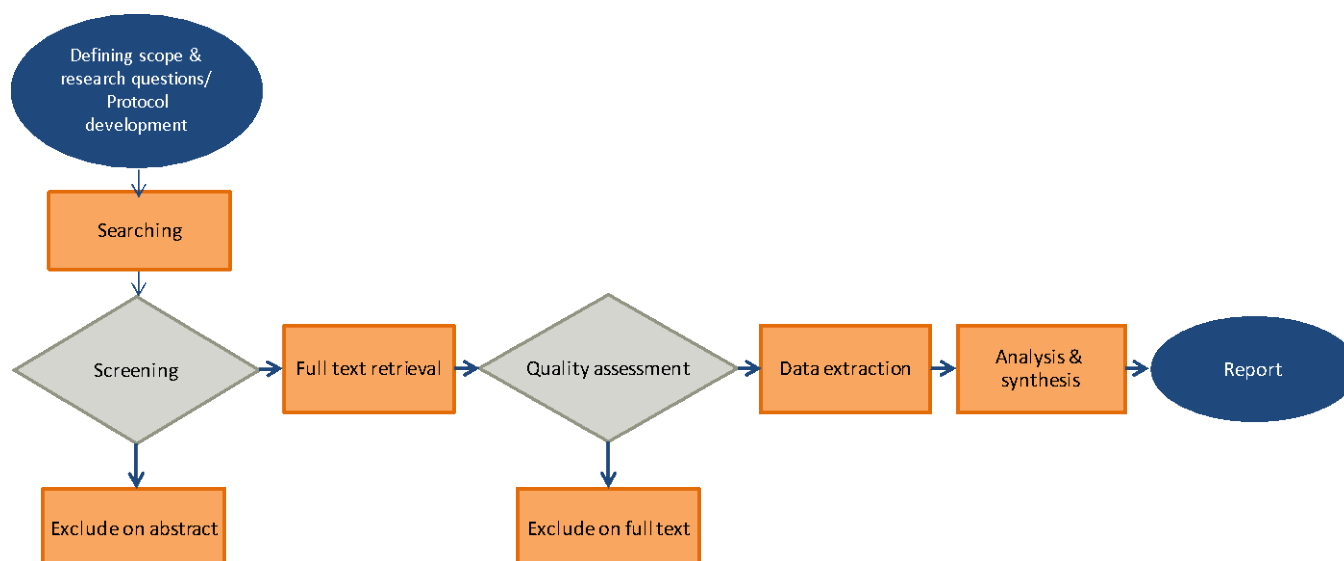 Defining scope &
research questions/
Protocol
development
Searching
Screening
Full text retrieval
Quality assessment
Data extraction
Analysis &
synthesis
Report
Exclude on abstract
Exclude on full text